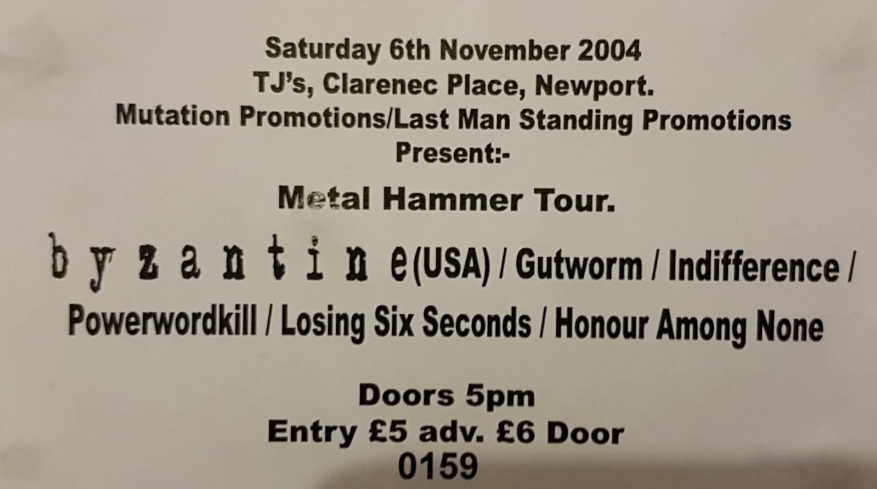 Saturday 6th November 2004
TJ's, Clarenec Place, Newport.
Mutation Promotions/Last Man Standing Promotions
Present:-
Metal Hammer Tour.
byzantine(USA) / Gutworm / Indifference /
Powerwordkill / Losing Six Seconds / Honour Among None
Doors 5pm
Entry £5 adv. £6 Door
0159